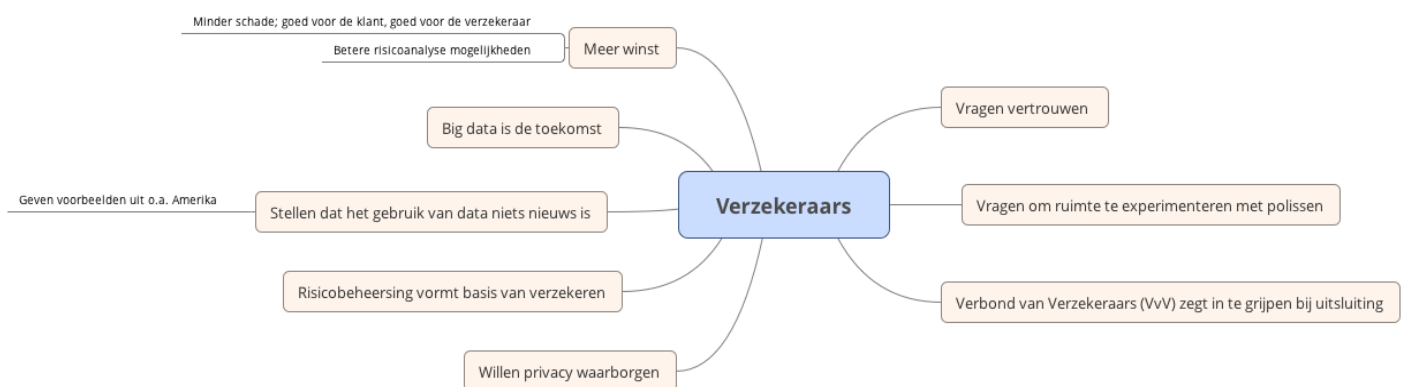 Minder schade; goed voor de klant, goed voor de verzekeraar
Betere risicoanalyse mogelijkheden
Meer winst
Big data is de toekomst
Geven voorbeelden uit o.a. Amerika
Stellen dat het gebruik van data niets nieuws is
Risicobeheersing vormt basis van verzekeren
Willen privacy waarborgen
Verzekeraars
Vragen vertrouwen
Vragen om ruimte te experimenteren met polissen
Verbond van Verzekeraars (VvV) zegt in te grijpen bij uitsluiting